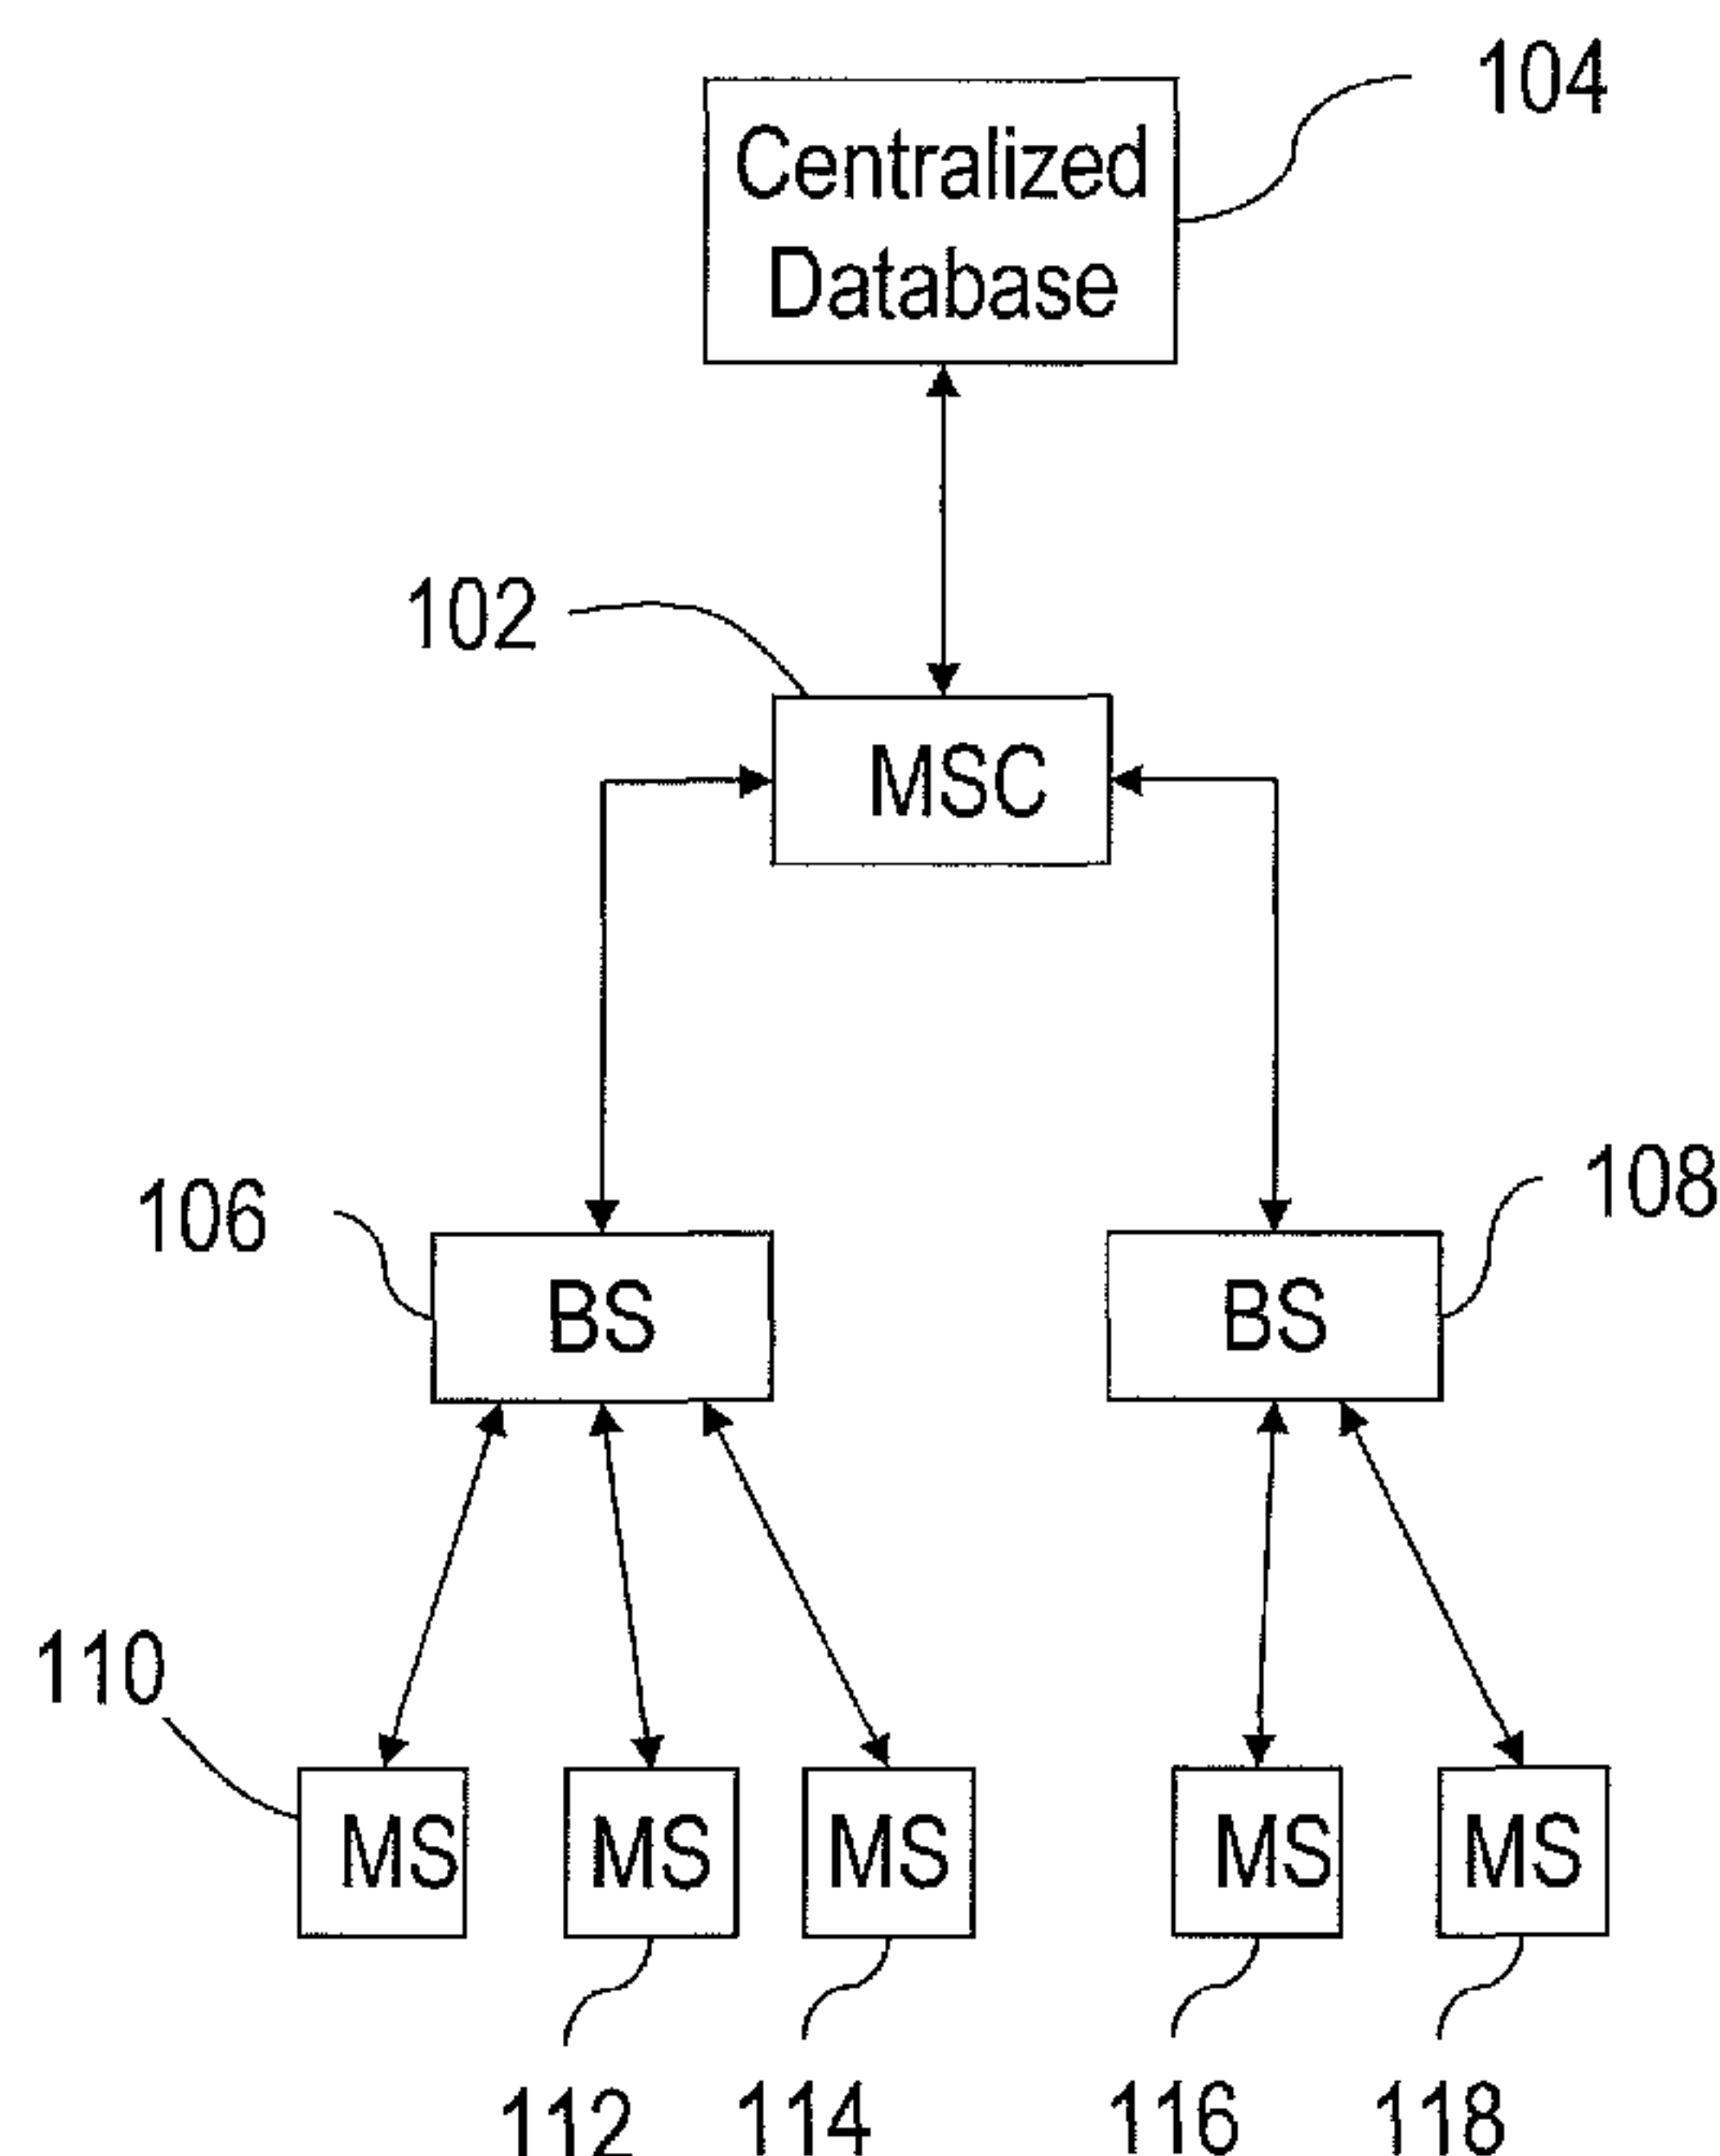 104
Centralized
Database
102
MSC
106
108
BS
BS
110
MS
MS
MS
MS
MS
112
114
116
118